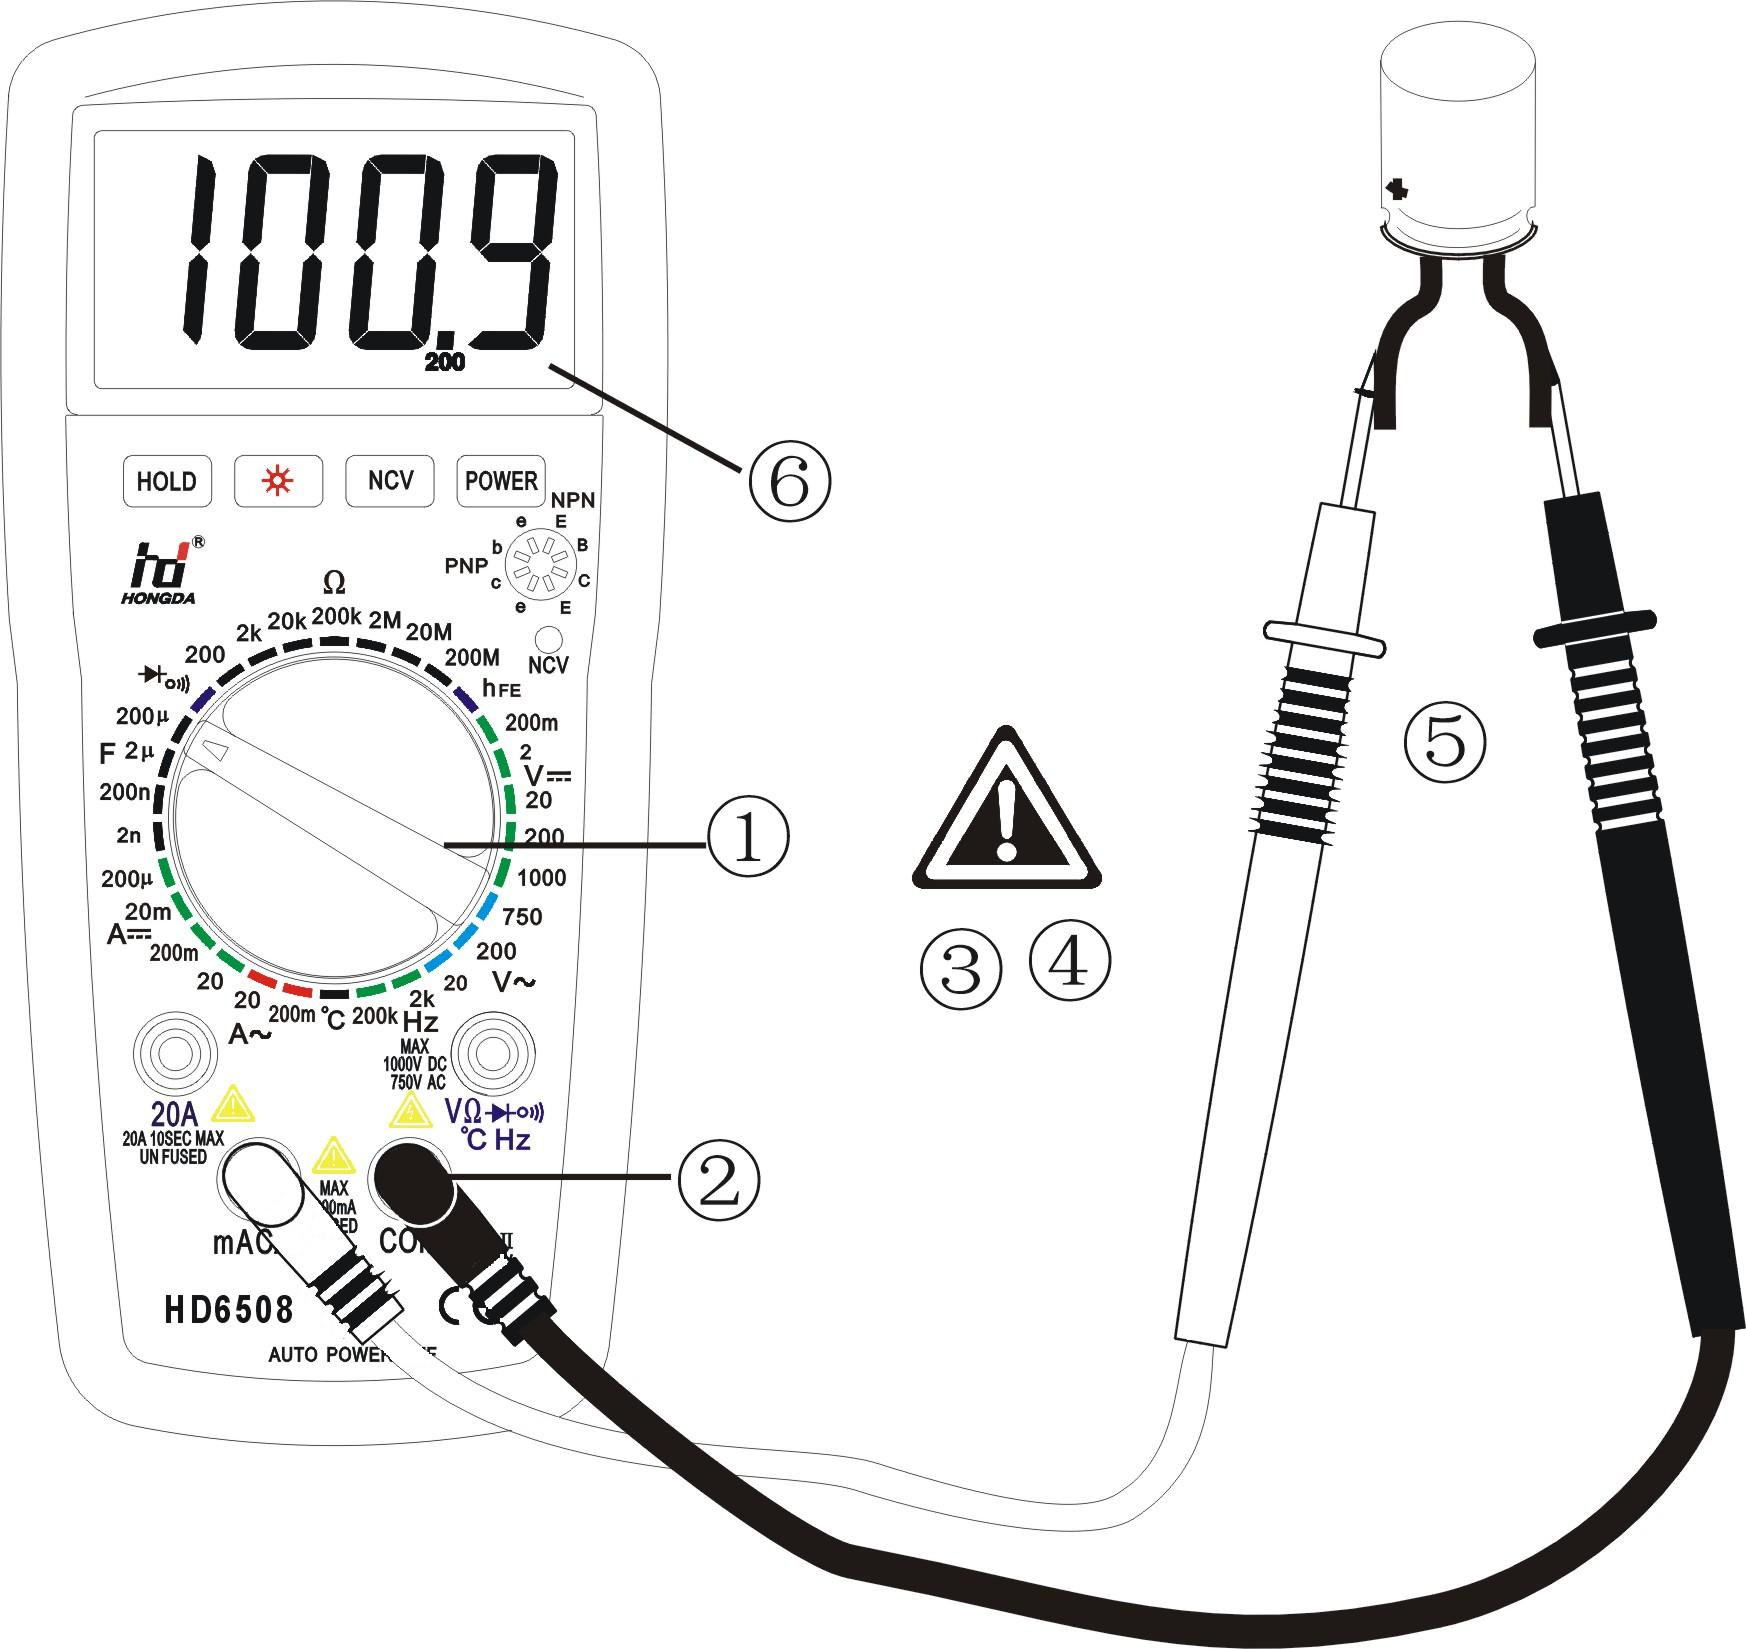 100.9
200
HOLD
NCV
POWER
⑥
NPN
e E
b B
PNP
c C
e E
hd®
HONGDA
NCV
Ω
200 2k 20k 200k 2M 20M 200M
hFE
200m
2
V
20
200
1000
750
200
V~
20
2k
Hz
200k
°C
200m
20
A~
20
200m
A
20m
200μ
2n
200n
F 2μ
200μ
①
③ ④
⑤
MAX
1000V DC
750V AC
20A
20A 10SEC MAX
UN FUSED
VΩ
°C Hz
②
MAX
mA
HD6508
AUTO POWER